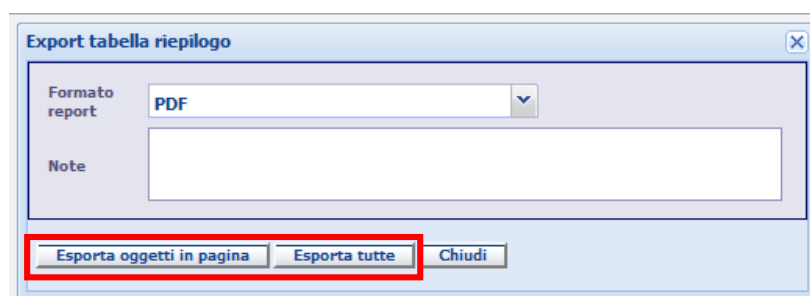 Export tabella riepilogo
Formato
report
PDF
Note
Esporta oggetti in pagina Esporta tutte Chiudi